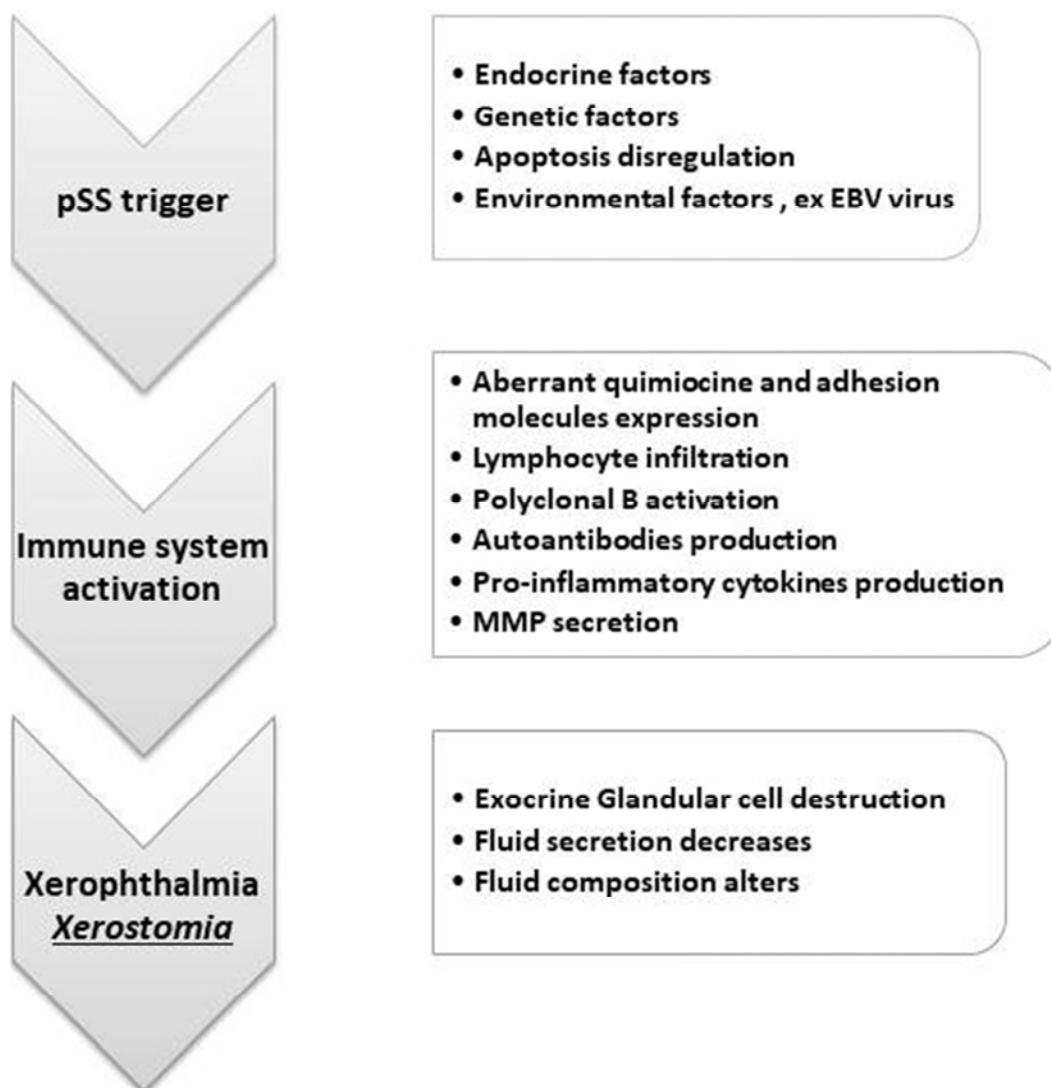 pSS trigger
• Endocrine factors
• Genetic factors
• Apoptosis disregulation
• Environmental factors , ex EBV virus
Immune system
activation
• Aberrant quimiocine and adhesion
molecules expression
• Lymphocyte infiltration
• Polyclonal B activation
• Autoantibodies production
• Pro-inflammatory cytokines production
• MMP secretion
Xerophthalmia
Xerostomia
• Exocrine Glandular cell destruction
• Fluid secretion decreases
• Fluid composition alters